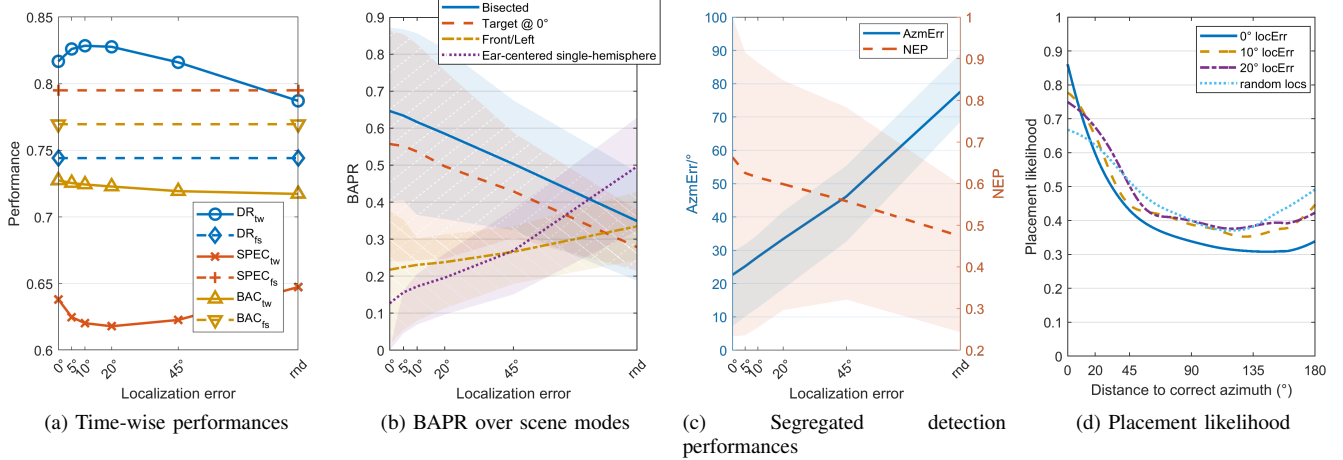 0.85
0.8
0.75
0.7
0.65
0.6
Performance
0°
5°
10°
20°
45°
rnd
Localization error
DRtw
DRfs
SPECtw
SPECfs
BACtw
BACfs
(a) Time-wise performances
Bisected
Target @ 0°
Front/Left
Ear-centered single-hemisphere
0.9
0.8
0.7
0.6
0.5
0.4
0.3
0.2
0.1
0
BAPR
0°
5°
10°
20°
45°
rnd
Localization error
(b) BAPR over scene modes
AzmErr
NEP
100
90
80
70
60
50
40
30
20
10
0
AzmErr/°
1
0.9
0.8
0.7
0.6
0.5
0.4
0.3
0.2
NEP
0°
5°
10°
20°
45°
rnd
Localization error
(c) Segregated detection
performances
0° locErr
10° locErr
20° locErr
random locs
1
0.9
0.8
0.7
0.6
0.5
0.4
0.3
0.2
0.1
0
Placement likelihood
0
20
45
90
135
180
Distance to correct azimuth (°)
(d) Placement likelihood